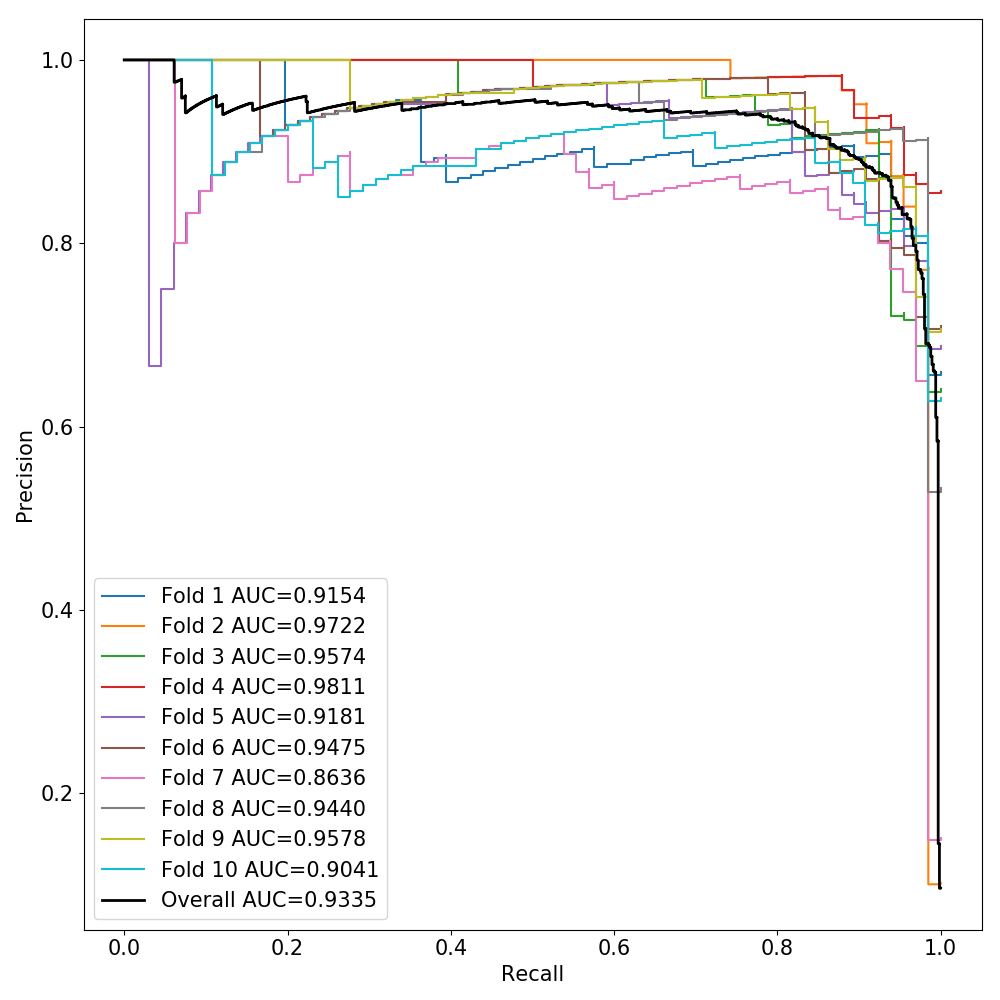 1.0
0.8
0.6
0.4
0.2
Precision
Fold 1 AUC=0.9154
Fold 2 AUC=0.9722
Fold 3 AUC=0.9574
Fold 4 AUC=0.9811
Fold 5 AUC=0.9181
Fold 6 AUC=0.9475
Fold 7 AUC=0.8636
Fold 8 AUC=0.9440
Fold 9 AUC=0.9578
Fold 10 AUC=0.9041
Overall AUC=0.9335
0.0 0.2 0.4 0.6 0.8 1.0
Recall